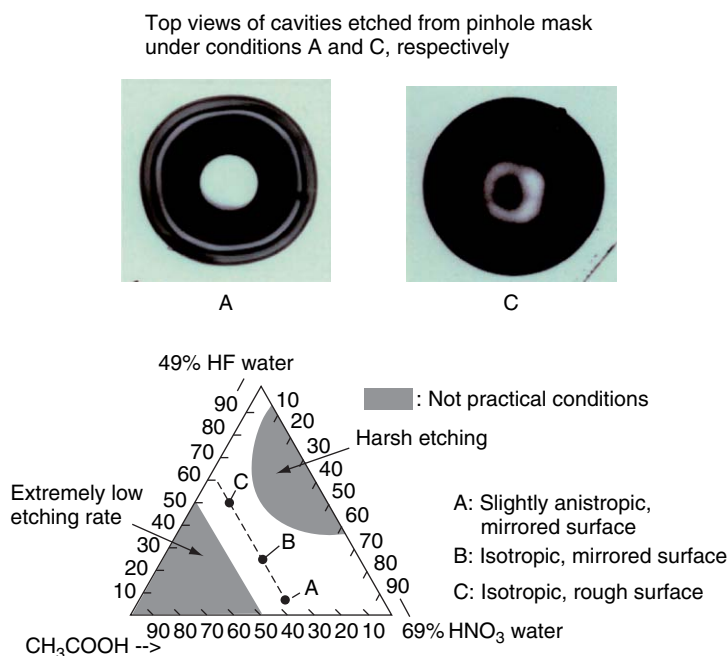 Top views of cavities etched from pinhole mask
under conditions A and C, respectively
A
C
49% HF water
90
80
70
60
50
40
30
20
10
10
20
30
40
50
60
70
80
90
: Not practical conditions
Harsh etching
Extremely low
etching rate
C
B
A
A: Slightly anistropic,
mirrored surface
B: Isotropic, mirrored surface
C: Isotropic, rough surface
90 80 70 60 50 40 30 20 10
CH₃COOH -->
69% HNO₃ water